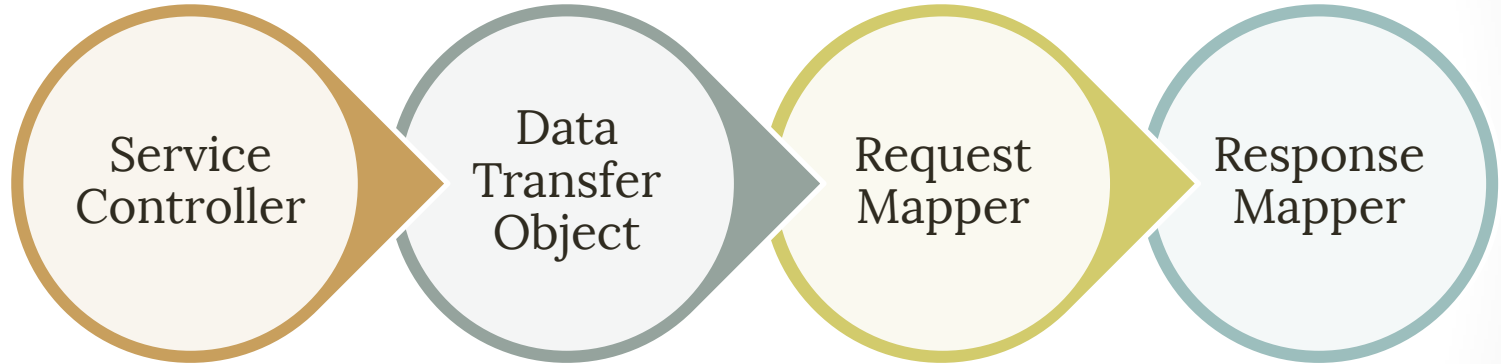 Service
Controller
Data
Transfer
Object
Request
Mapper
Response
Mapper